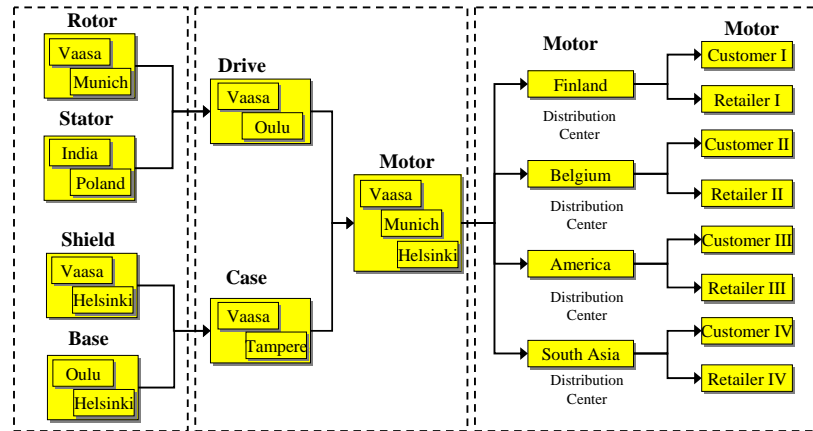 Rotor
Vaasa
Munich
Stator
India
Poland
Shield
Vaasa
Helsinki
Base
Oulu
Helsinki
Drive
Vaasa
Oulu
Case
Vaasa
Tampere
Motor
Vaasa
Munich
Helsinki
Motor
Finland
Distribution
Center
Belgium
Distribution
Center
America
Distribution
Center
South Asia
Distribution
Center
Motor
Customer I
Retailer I
Customer II
Retailer II
Customer III
Retailer III
Customer IV
Retailer IV